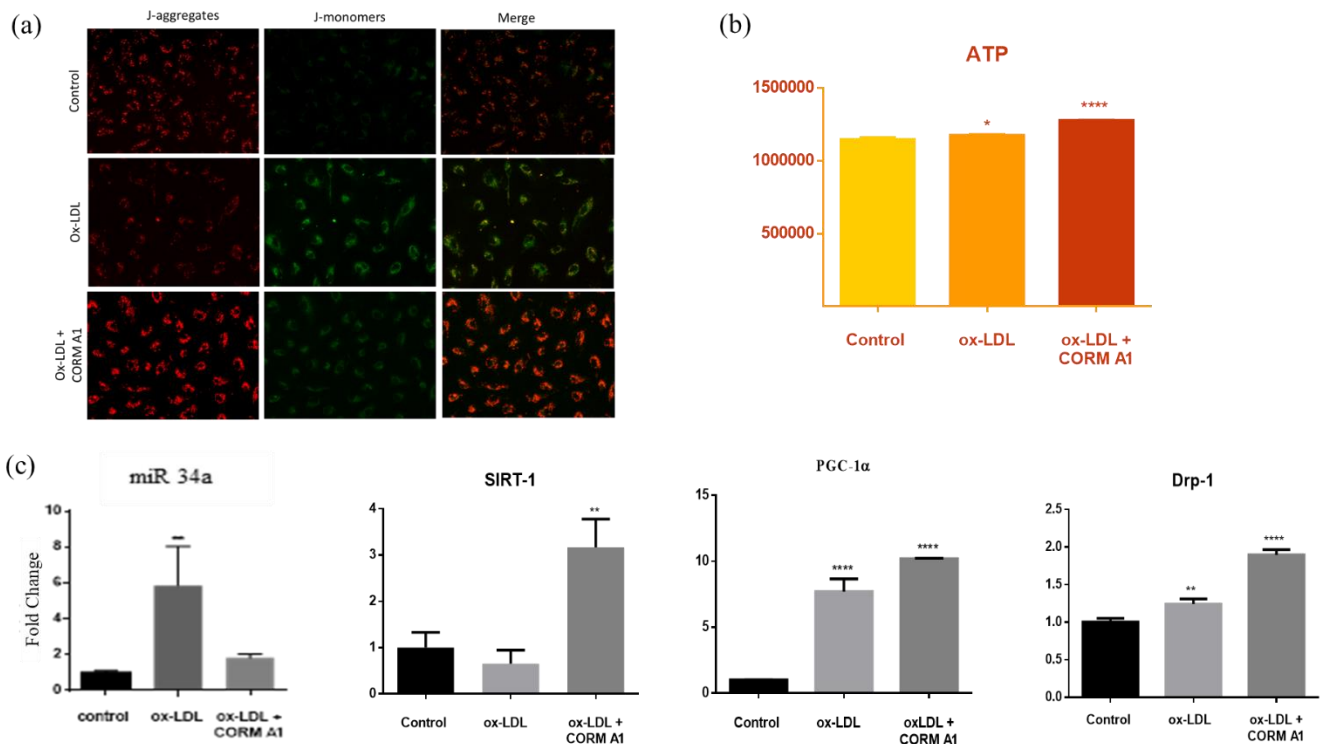 (a)
J-aggregates J-monomers Merge
Control
Ox-LDL
Ox-LDL +
CORM A1
(b)
ATP
1500000
1000000
500000
*
****
Control ox-LDL ox-LDL +
CORM A1
(c)
miR 34a
Fold Change
10
8
6
4
2
0
control ox-LDL ox-LDL +
CORM A1
SIRT-1
4
3
2
1
0
**
Control ox-LDL ox-LDL +
CORM A1
PGC-1α
15
10
5
0
****
****
Control ox-LDL oxLDL +
CORM A1
Drp-1
2.5
2.0
1.5
1.0
0.5
0.0
**
****
Control ox-LDL ox-LDL +
CORM A1